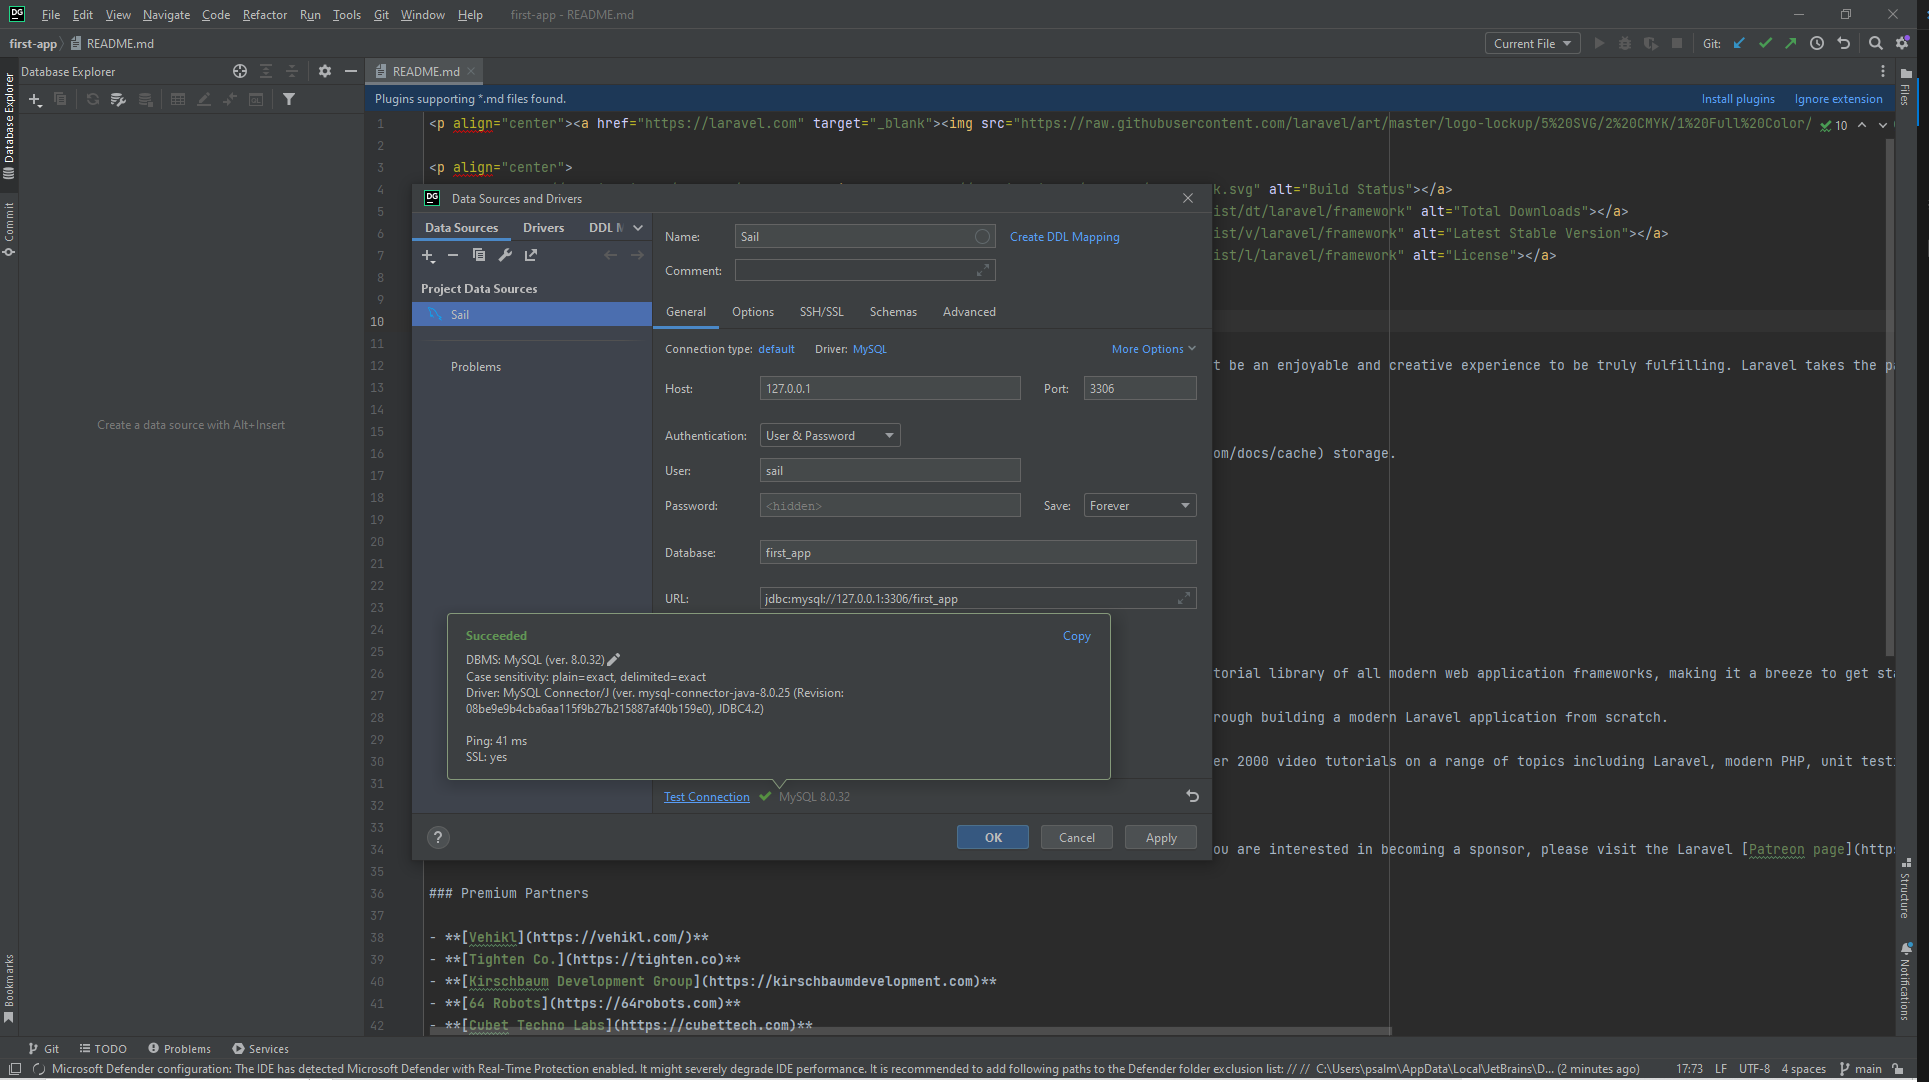 DG File Edit View Navigate Code Refactor Run Tools Git Window Help first-app - README.md
first-app README.md Current File Git:
Database Explorer README.md
Plugins supporting *.md files found. Install plugins Ignore extension
Database Explorer
Commit
Bookmarks
Files
Structure
Notifications
Create a data source with Alt+Insert
1 <p align="center"><a href="https://laravel.com" target="_blank"><img src="https://raw.githubusercontent.com/laravel/art/master/logo-lockup/5%20SVG/2%20CMYK/1%20Full%20Color/ 10
2
3 <p align="center">
4 k.svg" alt="Build Status"></a>
5 ist/dt/laravel/framework" alt="Total Downloads"></a>
6 ist/v/laravel/framework" alt="Latest Stable Version"></a>
7 ist/l/laravel/framework" alt="License"></a>
8
9
10
11
12 t be an enjoyable and creative experience to be truly fulfilling. Laravel takes the pa
13
14
15
16 om/docs/cache) storage.
17
18
19
20
21
22
23
24
25
26 torial library of all modern web application frameworks, making it a breeze to get sta
27
28 rough building a modern Laravel application from scratch.
29
30 er 2000 video tutorials on a range of topics including Laravel, modern PHP, unit testi
31
32
33
34 ou are interested in becoming a sponsor, please visit the Laravel [Patreon page](https
35
36 ### Premium Partners
37
38 - **[Vehikl](https://vehikl.com/)**
39 - **[Tighten Co.](https://tighten.co)**
40 - **[Kirschbaum Development Group](https://kirschbaumdevelopment.com)**
41 - **[64 Robots](https://64robots.com)**
42 - **[Cubet Techno Labs](https://cubettech.com)**
DG Data Sources and Drivers
Data Sources Drivers DDL M
Project Data Sources
Sail
Problems
Name: Sail Create DDL Mapping
Comment:
General Options SSH/SSL Schemas Advanced
Connection type: default Driver: MySQL More Options
Host: 127.0.0.1 Port: 3306
Authentication: User & Password
User: sail
Password: <hidden> Save: Forever
Database: first_app
URL: jdbc:mysql://127.0.0.1:3306/first_app
Succeeded Copy
DBMS: MySQL (ver. 8.0.32)
Case sensitivity: plain=exact, delimited=exact
Driver: MySQL Connector/J (ver. mysql-connector-java-8.0.25 (Revision:
08be9e9b4cba6aa115f9b27b215887af40b159e0), JDBC4.2)
Ping: 41 ms
SSL: yes
Test Connection MySQL 8.0.32
? OK Cancel Apply
Git TODO Problems Services
Microsoft Defender configuration: The IDE has detected Microsoft Defender with Real-Time Protection enabled. It might severely degrade IDE performance. It is recommended to add following paths to the Defender folder exclusion list: // // C:\Users\psalm\AppData\Local\JetBrains\D... (2 minutes ago) 17:73 LF UTF-8 4 spaces main